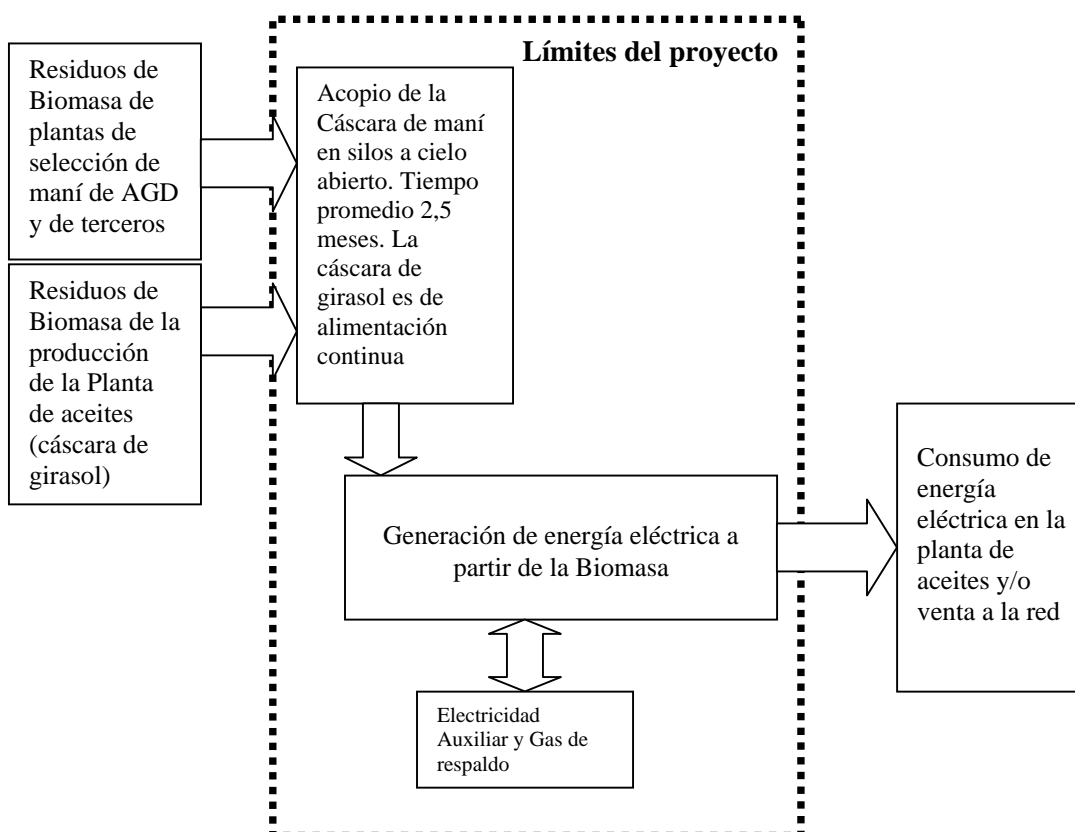 Límites del proyecto
Residuos de
Biomasa de
plantas de
selección de
maní de AGD
y de terceros
Residuos de
Biomasa de la
producción
de la Planta
de aceites
(cáscara de
girasol)
Acopio de la
Cáscara de maní
en silos a cielo
abierto. Tiempo
promedio 2,5
meses. La
cáscara de
girasol es de
alimentación
continua
Generación de energía eléctrica a
partir de la Biomasa
Electricidad
Auxiliar y Gas de
respaldo
Consumo de
energía
eléctrica en la
planta de
aceites y/o
venta a la red